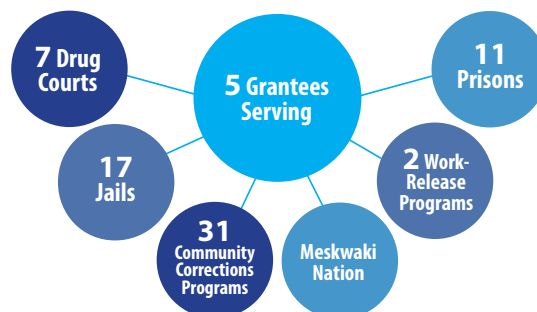 7 Drug
Courts
5 Grantees
Serving
11
Prisons
17
Jails
2 Work-
Release
Programs
31
Community
Corrections
Programs
Meskwaki
Nation